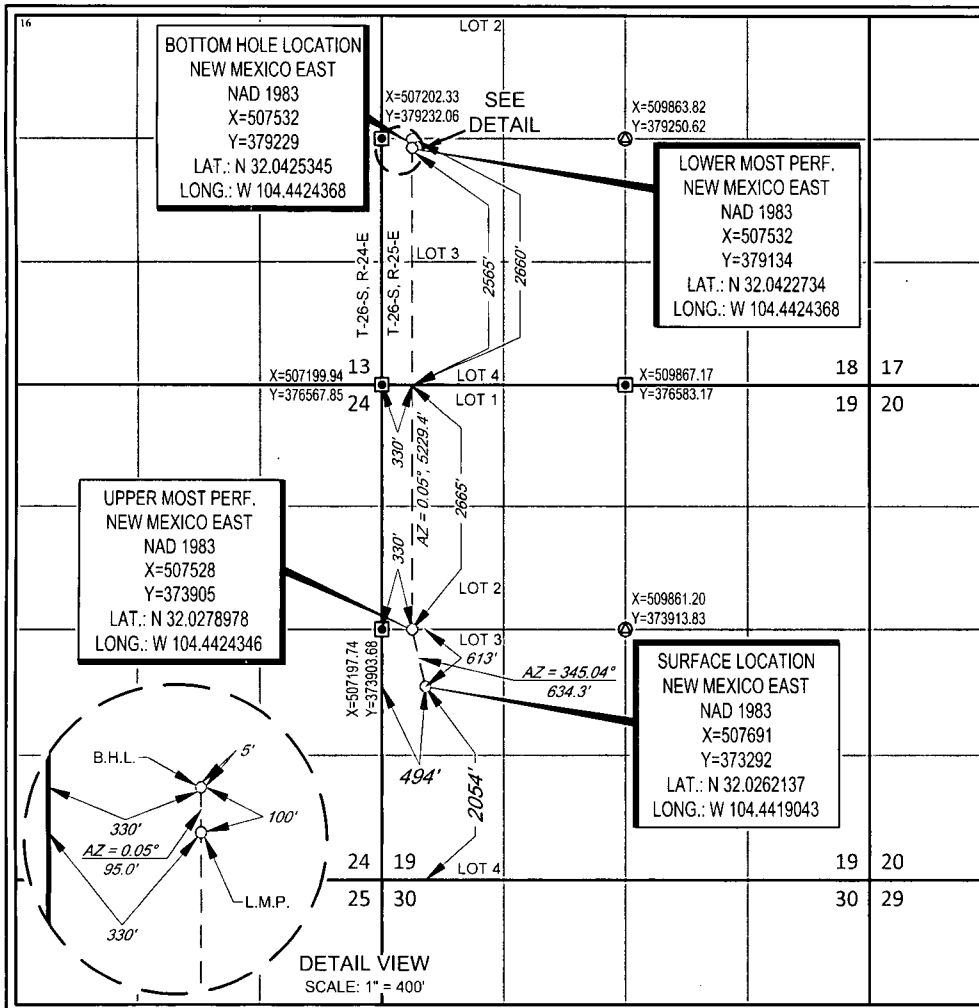 16
LOT 2
BOTTOM HOLE LOCATION
NEW MEXICO EAST
NAD 1983
X=507532
Y=379229
LAT.: N 32.0425345
LONG.: W 104.4424368
X=507202.33
Y=379232.06
SEE
DETAIL
X=509863.82
Y=379250.62
LOWER MOST PERF.
NEW MEXICO EAST
NAD 1983
X=507532
Y=379134
LAT.: N 32.0422734
LONG.: W 104.4424368
T-26-S, R-24-E
T-26-S, R-25-E
LOT 3
2565'
2660'
X=507199.94
Y=376567.85
13
24
LOT 4
LOT 1
X=509867.17
Y=376583.17
18 17
19 20
330'
AZ = 0.05°, 5229.4'
2665'
UPPER MOST PERF.
NEW MEXICO EAST
NAD 1983
X=507528
Y=373905
LAT.: N 32.0278978
LONG.: W 104.4424346
330'
LOT 2
LOT 3
613'
X=509861.20
Y=373913.83
X=507197.74
Y=373903.68
AZ = 345.04°
634.3'
SURFACE LOCATION
NEW MEXICO EAST
NAD 1983
X=507691
Y=373292
LAT.: N 32.0262137
LONG.: W 104.4419043
494'
2054'
B.H.L.
5'
330'
100'
AZ = 0.05°
95.0'
L.M.P.
330'
24 19
25 30
LOT 4
19 20
30 29
DETAIL VIEW
SCALE: 1" = 400'